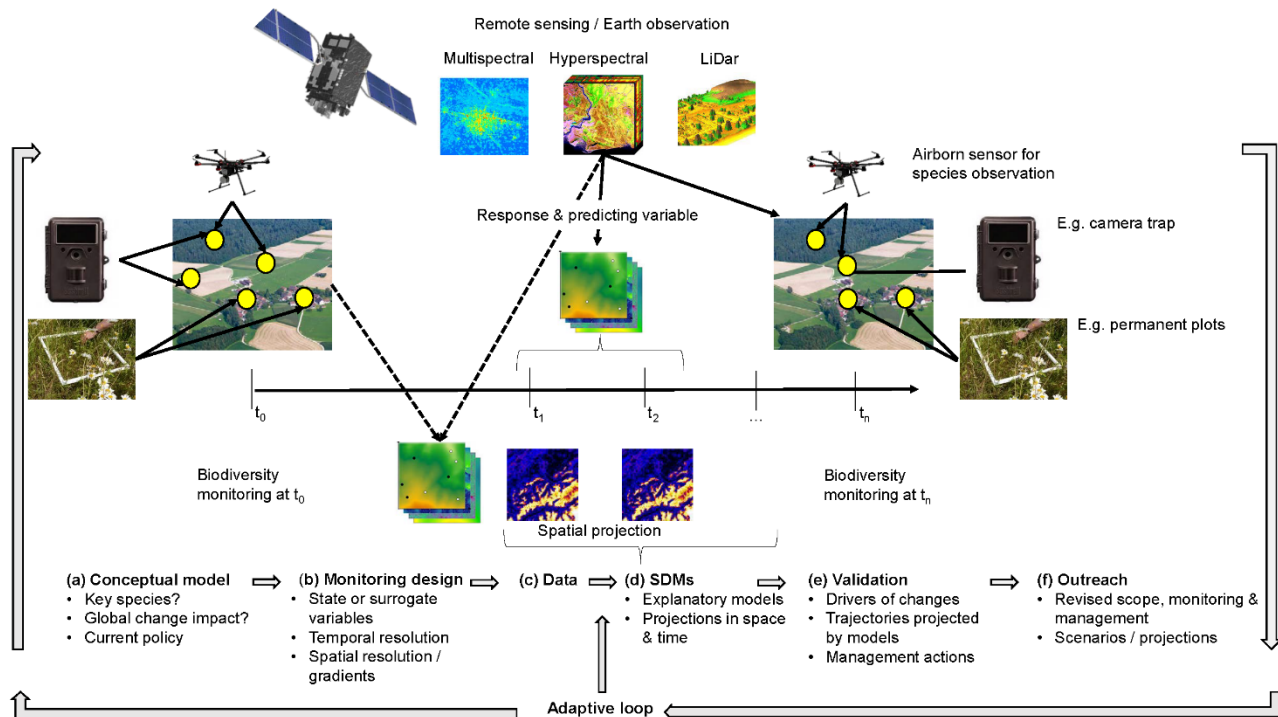 Remote sensing / Earth observation
Multispectral
Hyperspectral
LiDar
Airborn sensor for
species observation
Response & predicting variable
E.g. camera trap
E.g. permanent plots
t0
t1
t2
...
tn
Biodiversity
monitoring at t0
Biodiversity
monitoring at tn
Spatial projection
(a) Conceptual model
• Key species?
• Global change impact?
• Current policy
(b) Monitoring design
• State or surrogate
variables
• Temporal resolution
• Spatial resolution /
gradients
(c) Data
(d) SDMs
• Explanatory models
• Projections in space
& time
(e) Validation
• Drivers of changes
• Trajectories projected
by models
• Management actions
(f) Outreach
• Revised scope, monitoring &
management
• Scenarios / projections
Adaptive loop